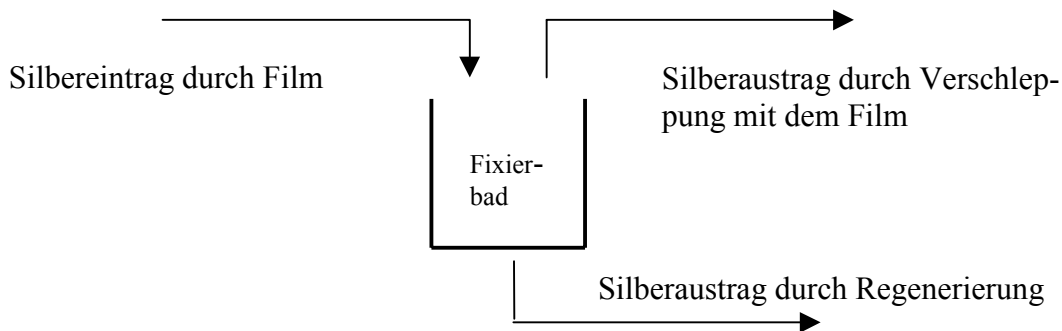 Silbereintrag durch Film
Silberaustrag durch Verschlep-
pung mit dem Film
Fixier-
bad
Silberaustrag durch Regenerierung